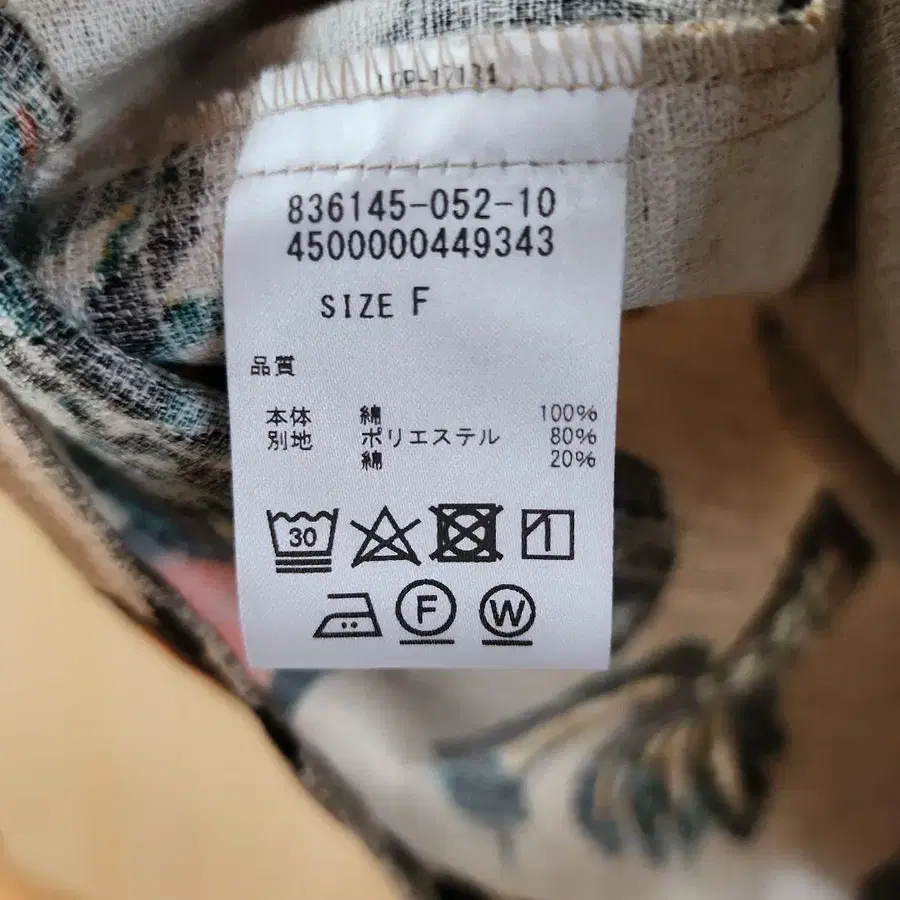 836145-052-10
4500000449343
SIZE F
品質
本体 綿 100%
別地 ポリエステル 80%
綿 20%
30
F
W